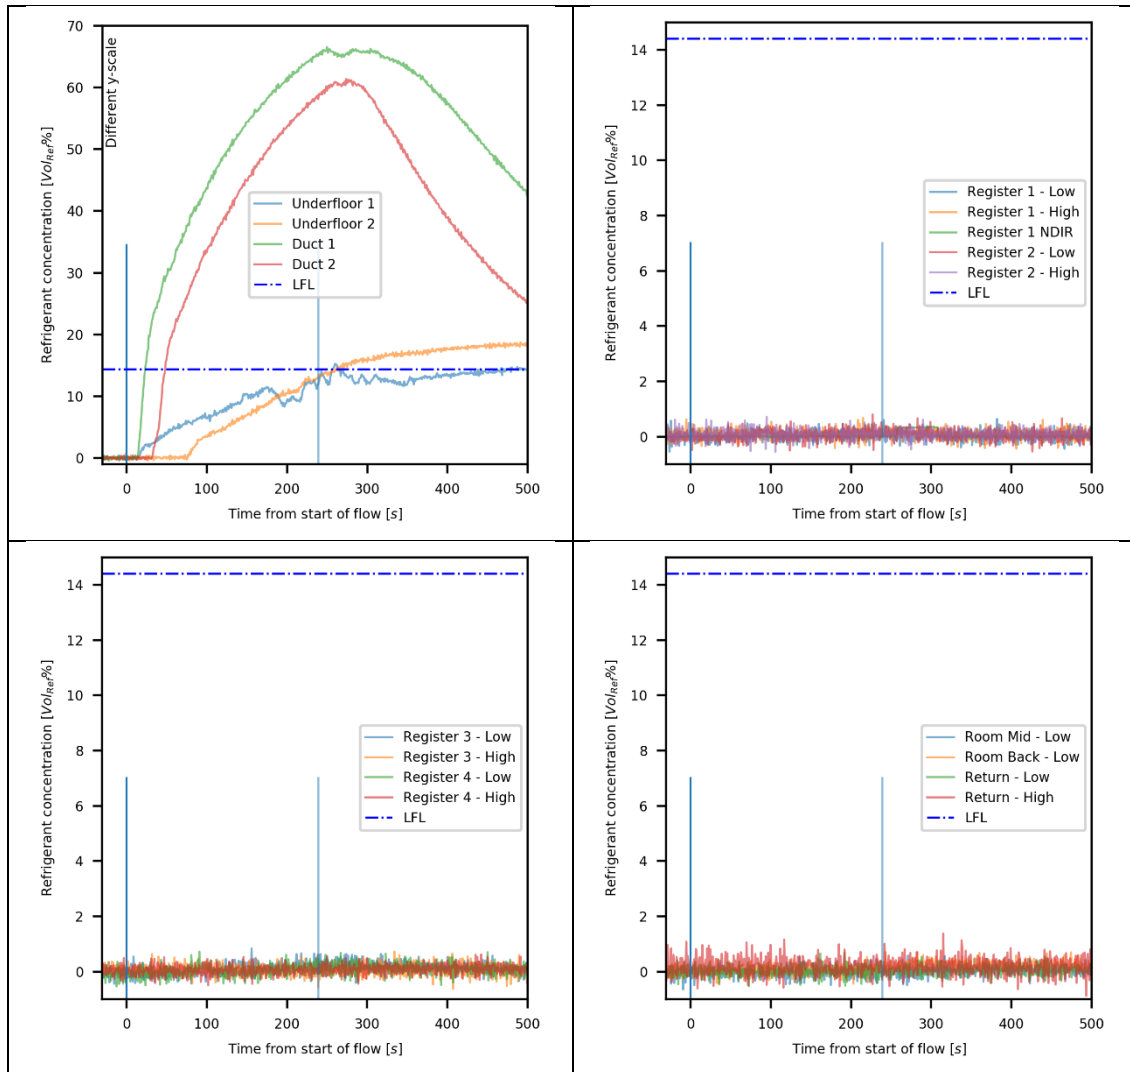 Different y-scale
Refrigerant concentration [Vol_Ref%]
70
60
50
40
30
20
10
0
Underfloor 1
Underfloor 2
Duct 1
Duct 2
LFL
0 100 200 300 400 500
Time from start of flow [s]
Refrigerant concentration [Vol_Ref%]
14
12
10
8
6
4
2
0
Register 1 - Low
Register 1 - High
Register 1 NDIR
Register 2 - Low
Register 2 - High
LFL
0 100 200 300 400 500
Time from start of flow [s]
Refrigerant concentration [Vol_Ref%]
14
12
10
8
6
4
2
0
Register 3 - Low
Register 3 - High
Register 4 - Low
Register 4 - High
LFL
0 100 200 300 400 500
Time from start of flow [s]
Refrigerant concentration [Vol_Ref%]
14
12
10
8
6
4
2
0
Room Mid - Low
Room Back - Low
Return - Low
Return - High
LFL
0 100 200 300 400 500
Time from start of flow [s]